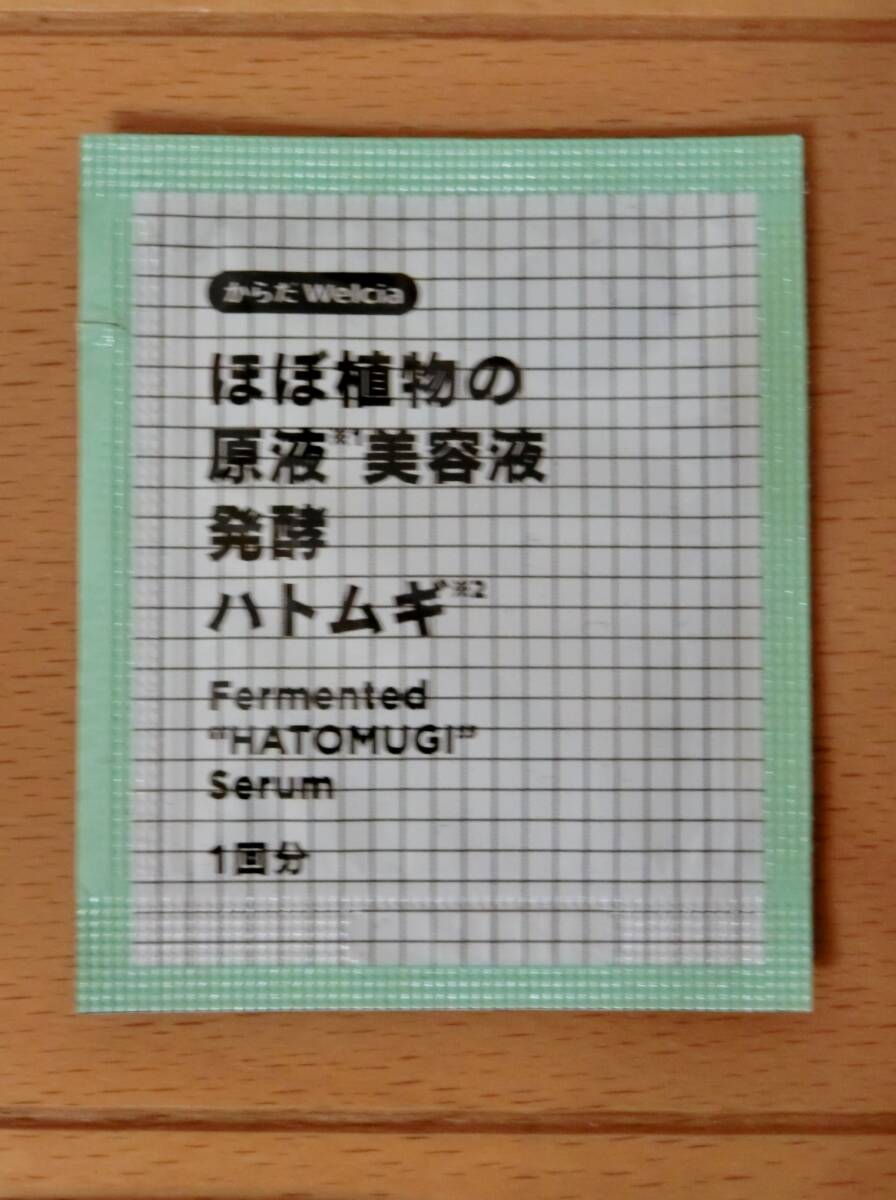 からだWelcia
ほぼ植物の
原液※1美容液
発酵
ハトムギ※2
Fermented
“HATOMUGI”
Serum
1回分